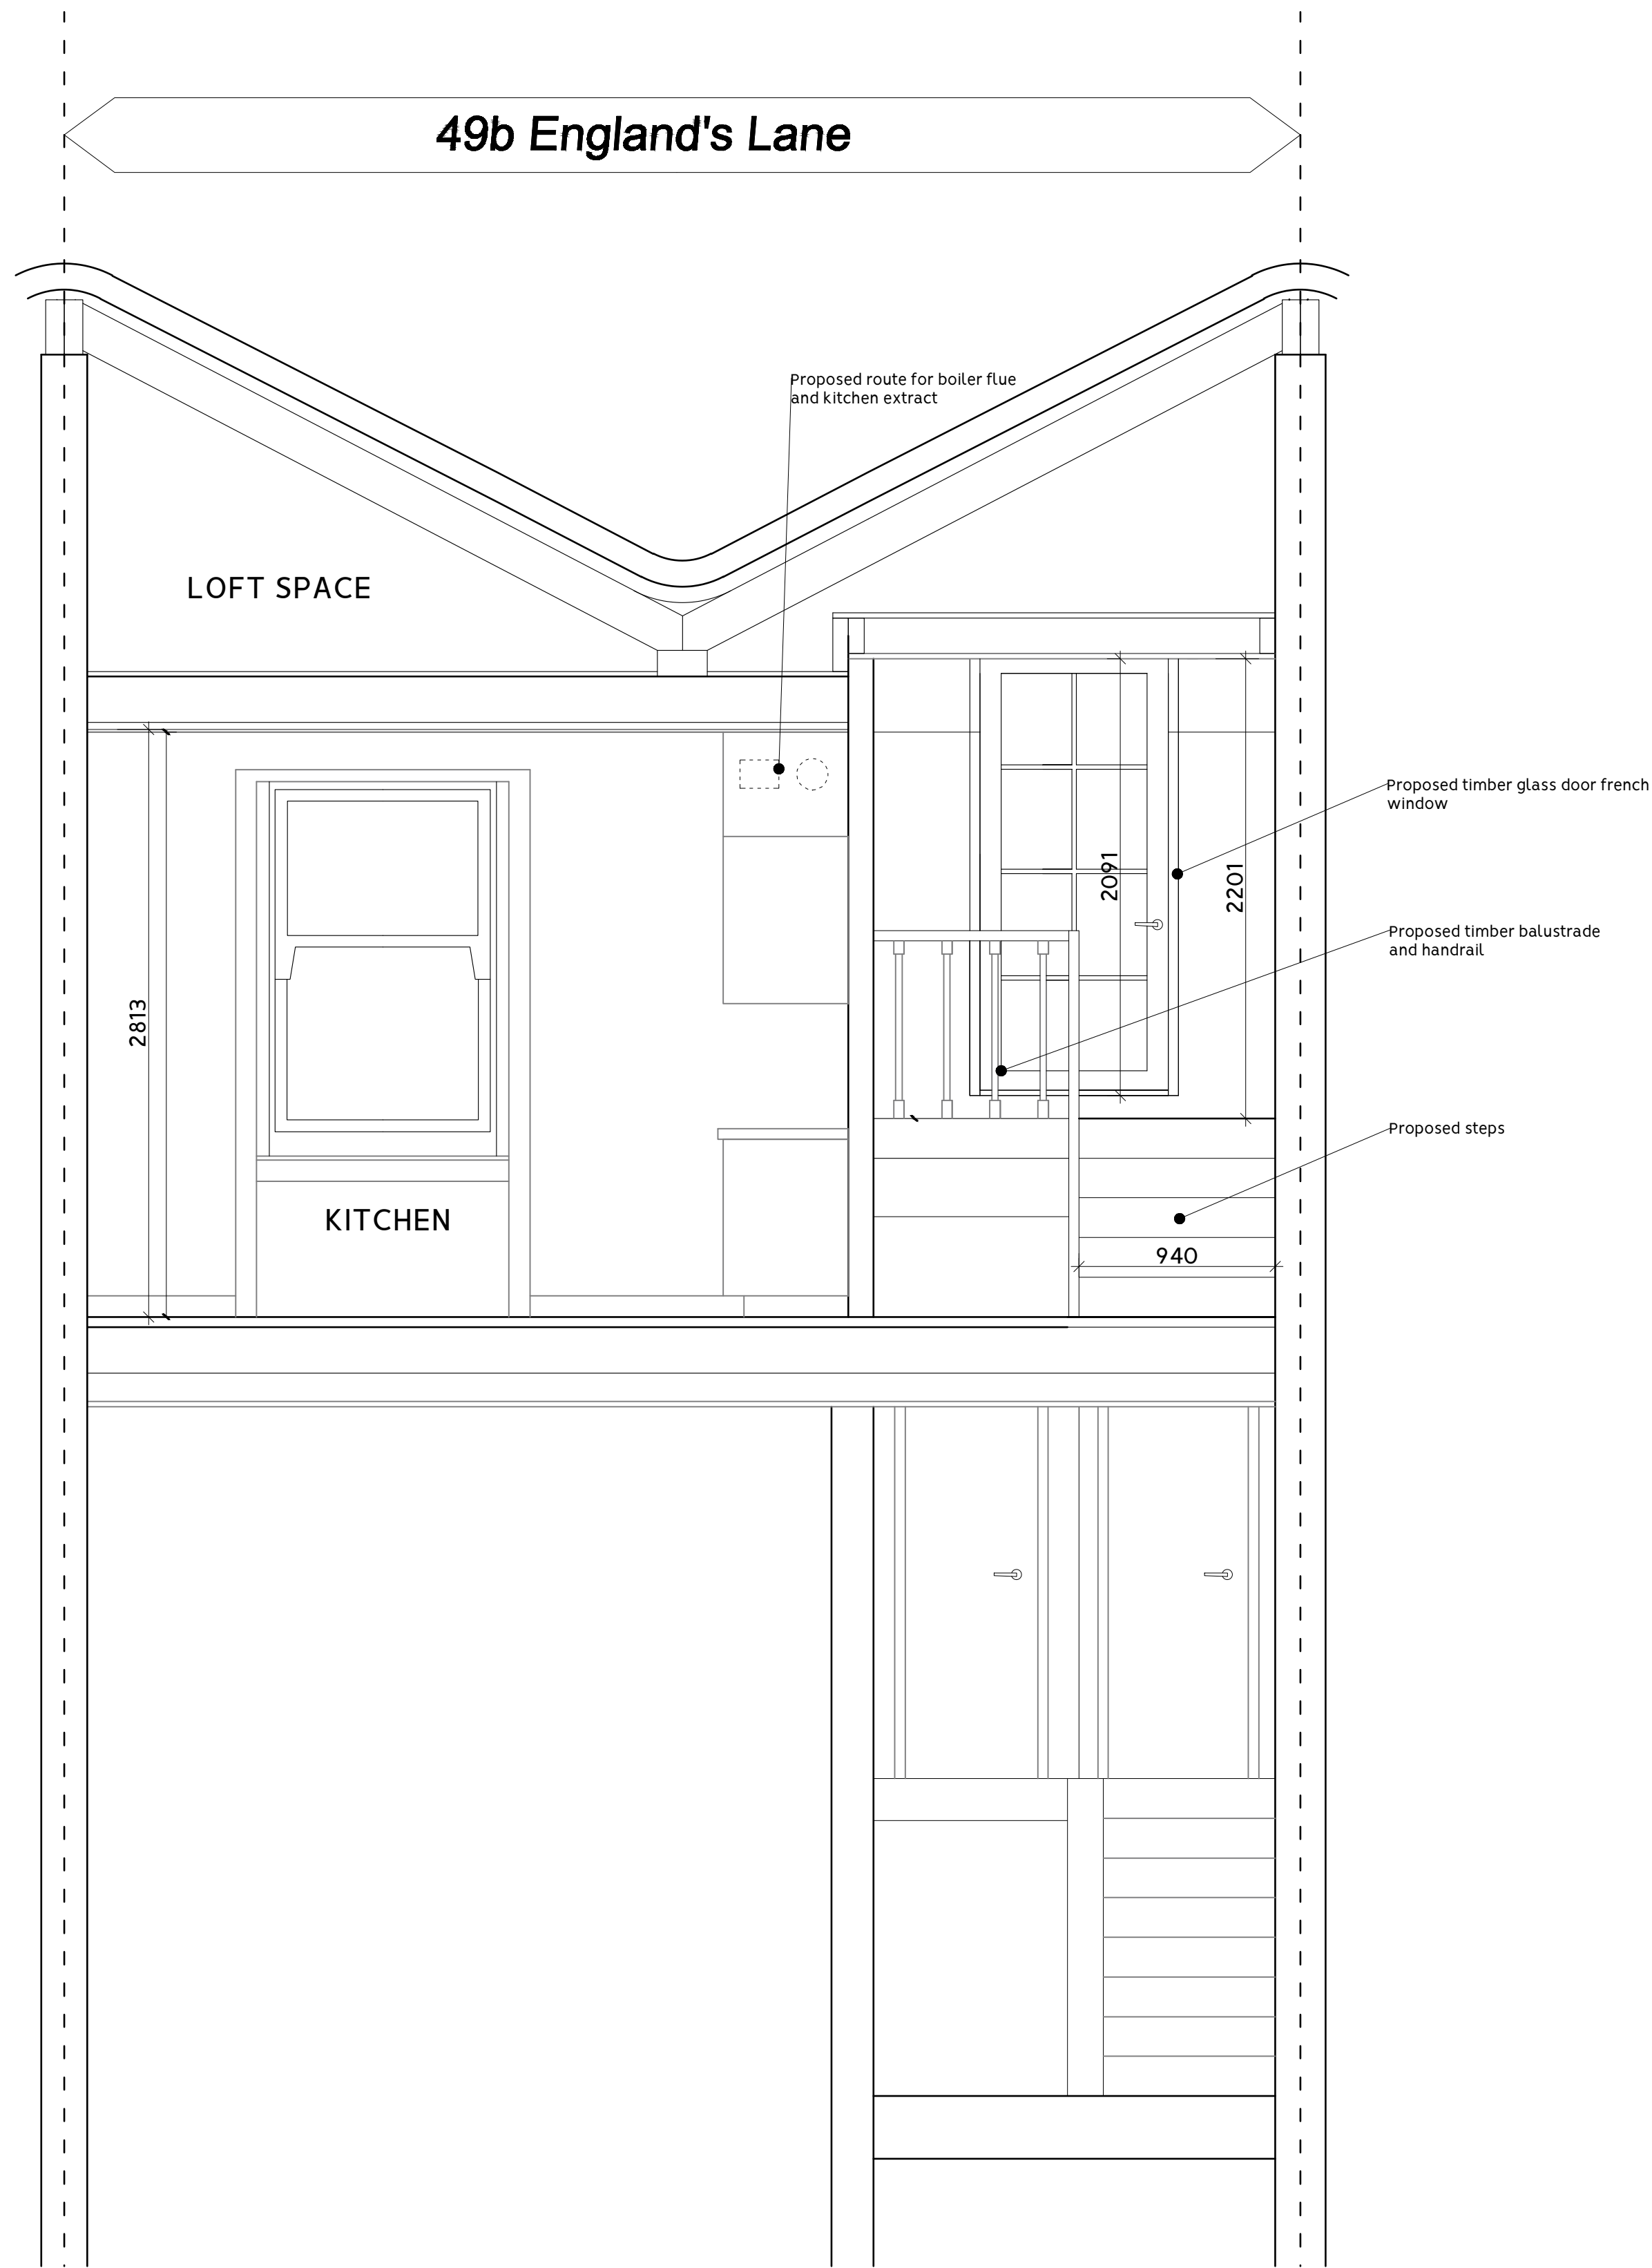 49b England's Lane
Proposed route for boiler flue
and kitchen extract
LOFT SPACE
Proposed timber glass door french
window
2091
2201
Proposed timber balustrade
and handrail
2813
Proposed steps
KITCHEN
940